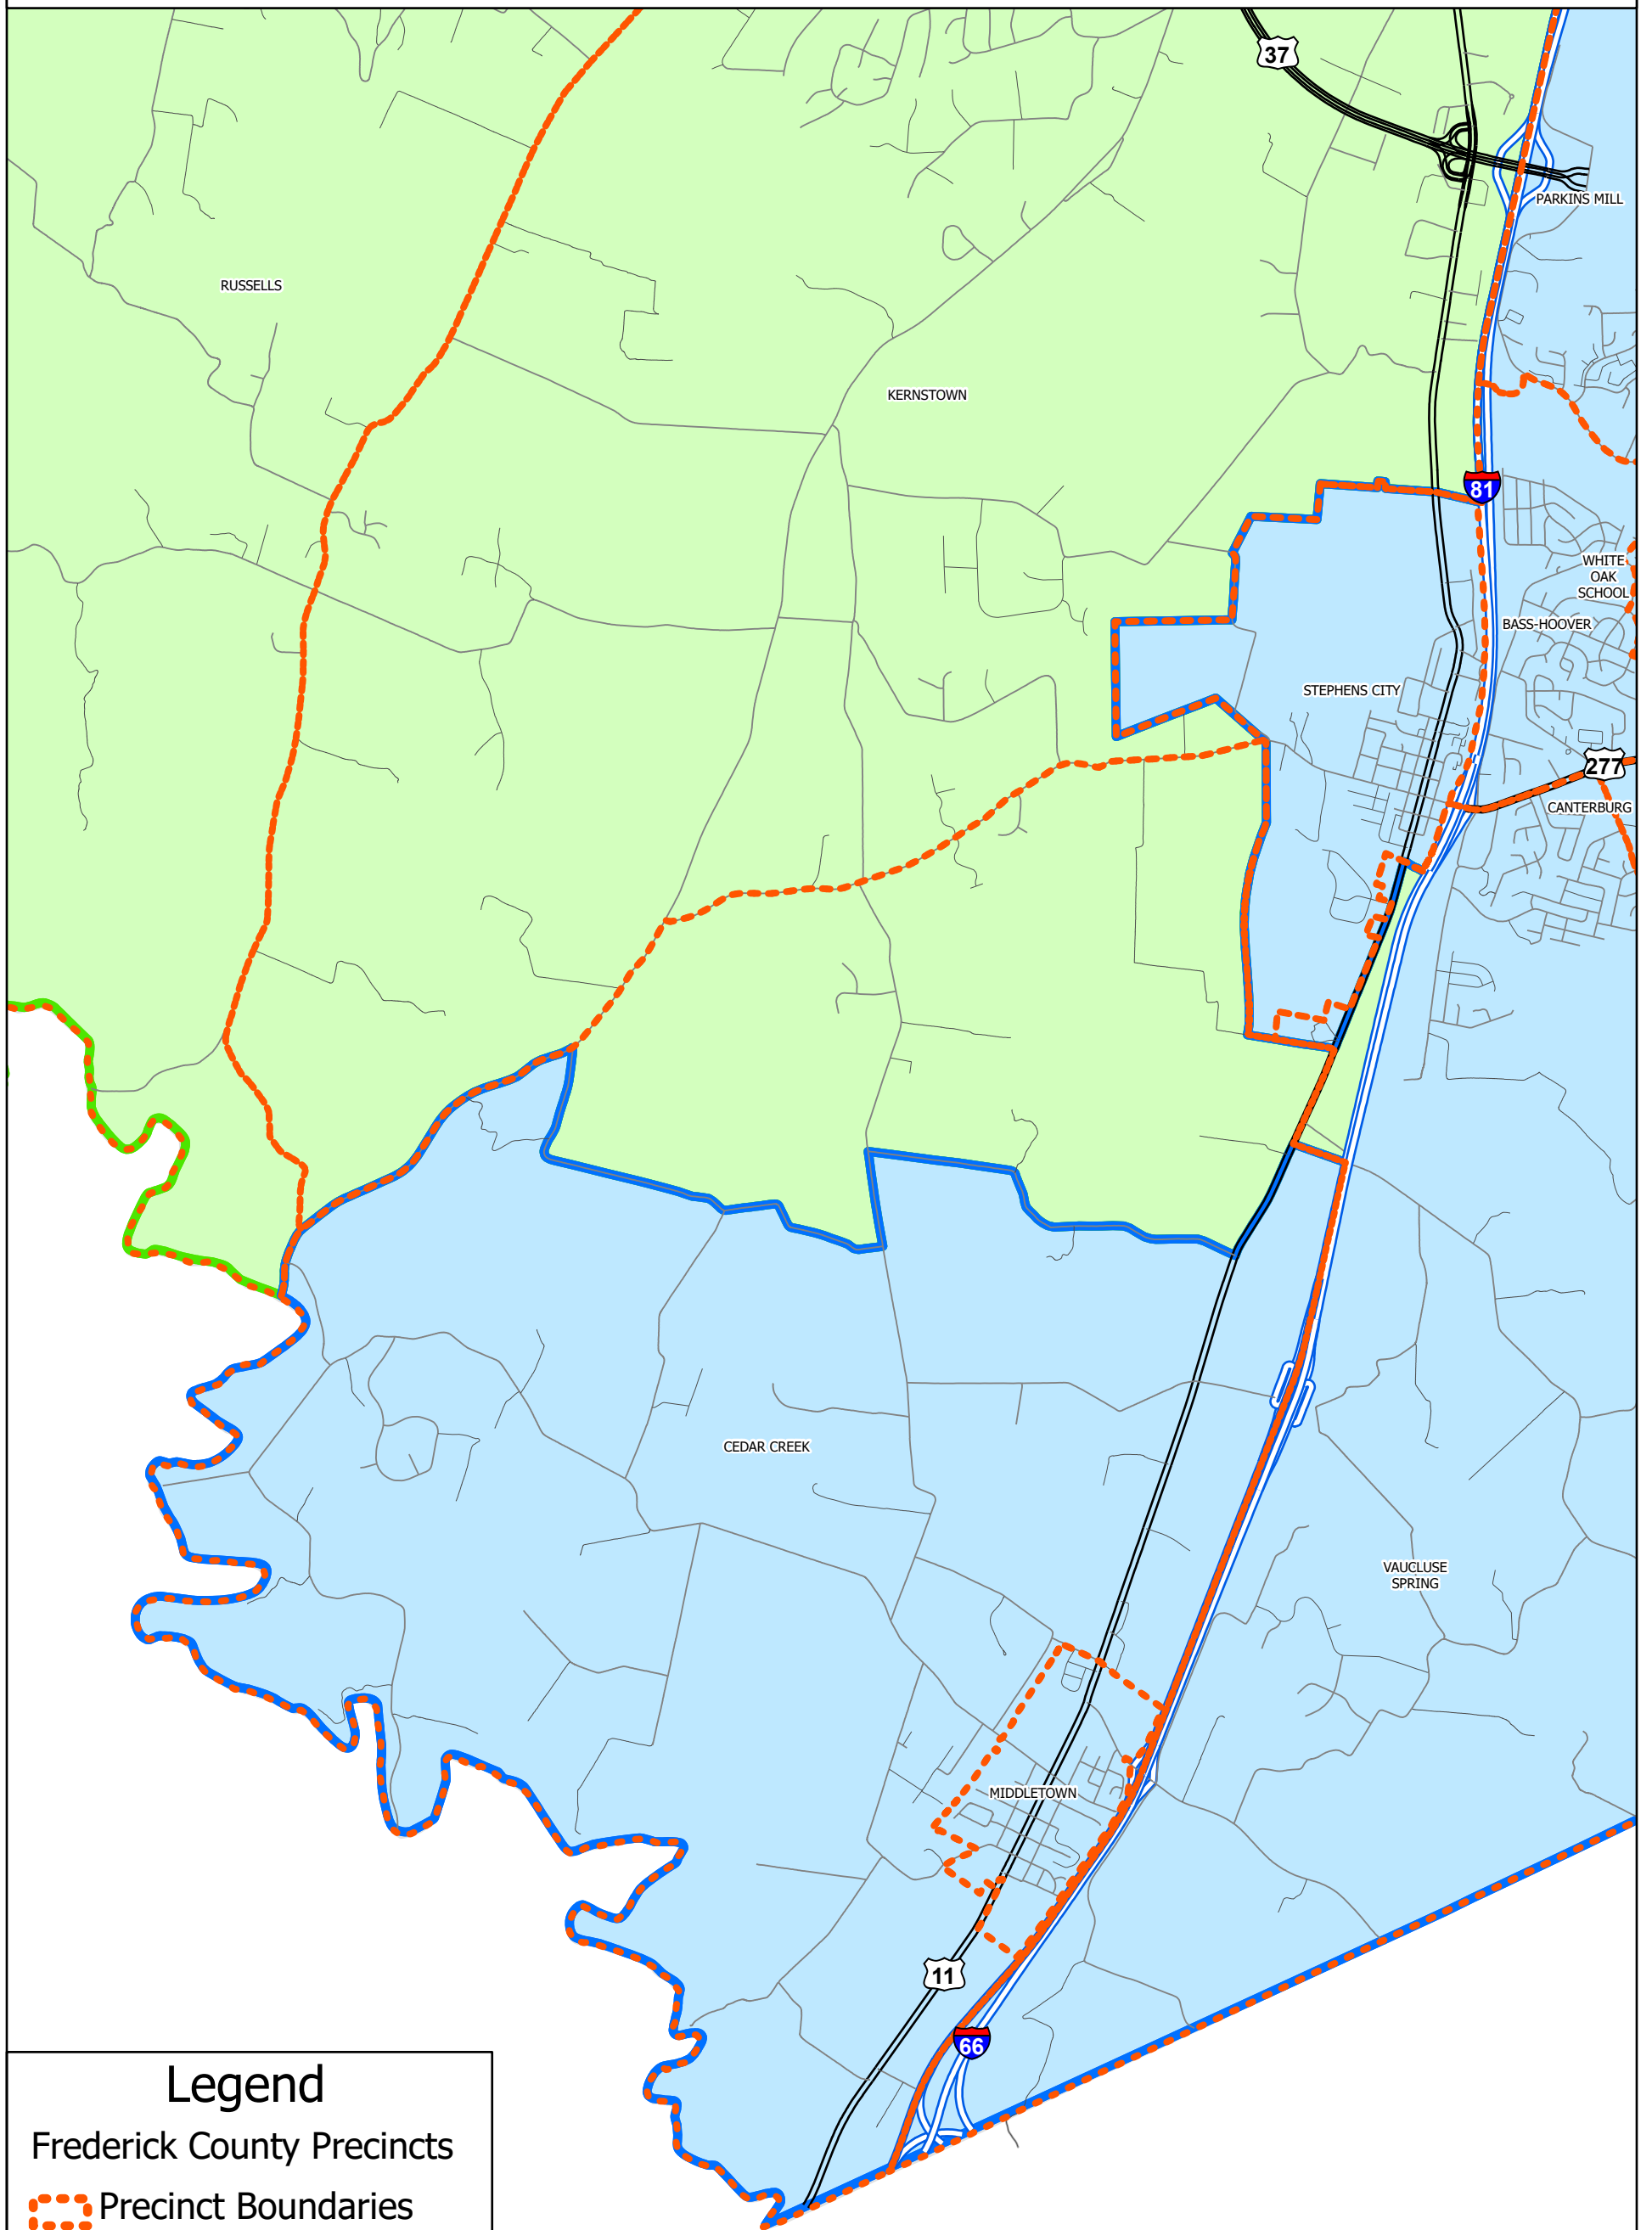 37
PARKINS MILL
RUSSELLS
KERNSTOWN
81
WHITE
OAK
SCHOOL
BASS-HOOVER
STEPHENS CITY
277
CANTERBURG
CEDAR CREEK
VAUCLUSE
SPRING
MIDDLETOWN
11
66
Legend
Frederick County Precincts
Precinct Boundaries